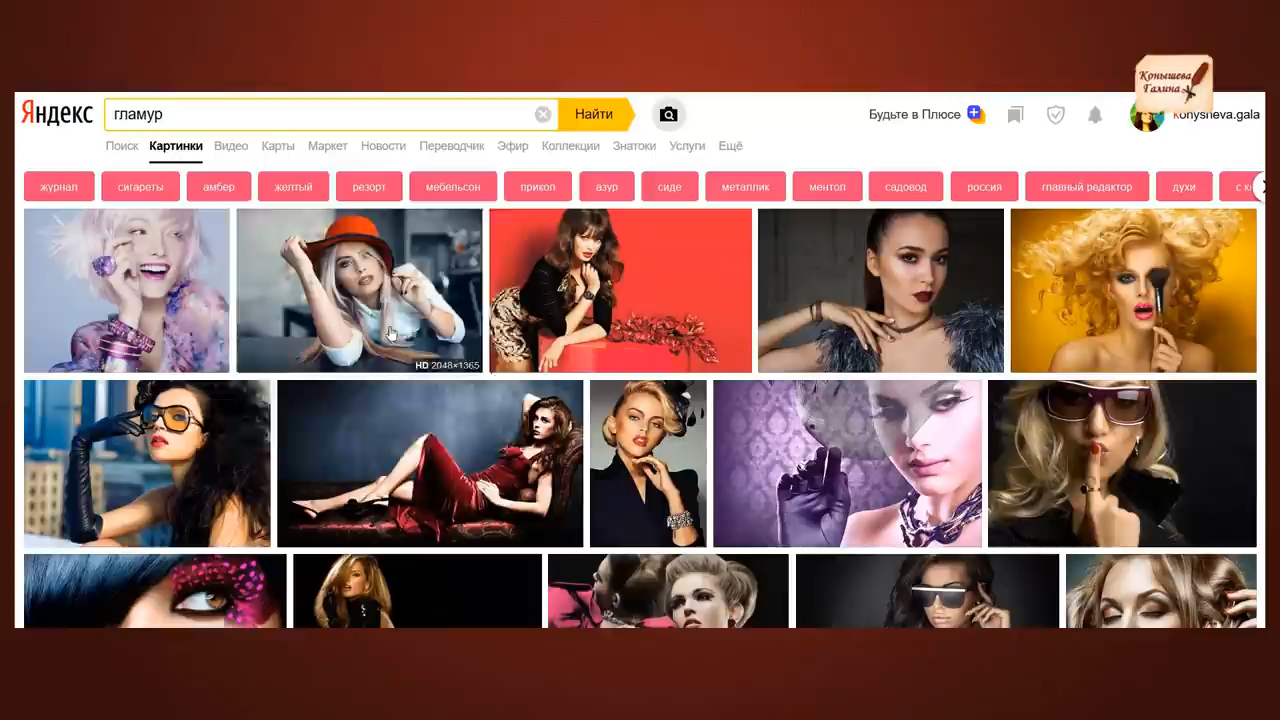 Конышева
Галина
Яндекс
гламур
Найти
Будьте в Плюсе
konysheva.gala
Поиск Картинки Видео Карты Маркет Новости Переводчик Эфир Коллекции Знатоки Услуги Ещё
журнал сигареты амбер желтый резорт мебельсон прикол азур сиде металлик ментол садовод россия главный редактор духи
HD 2048×1365